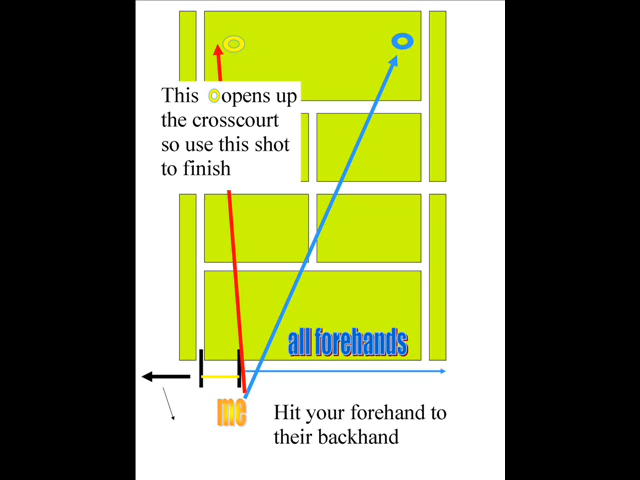 This opens up
the crosscourt
so use this shot
to finish
all forehands
me
Hit your forehand to
their backhand